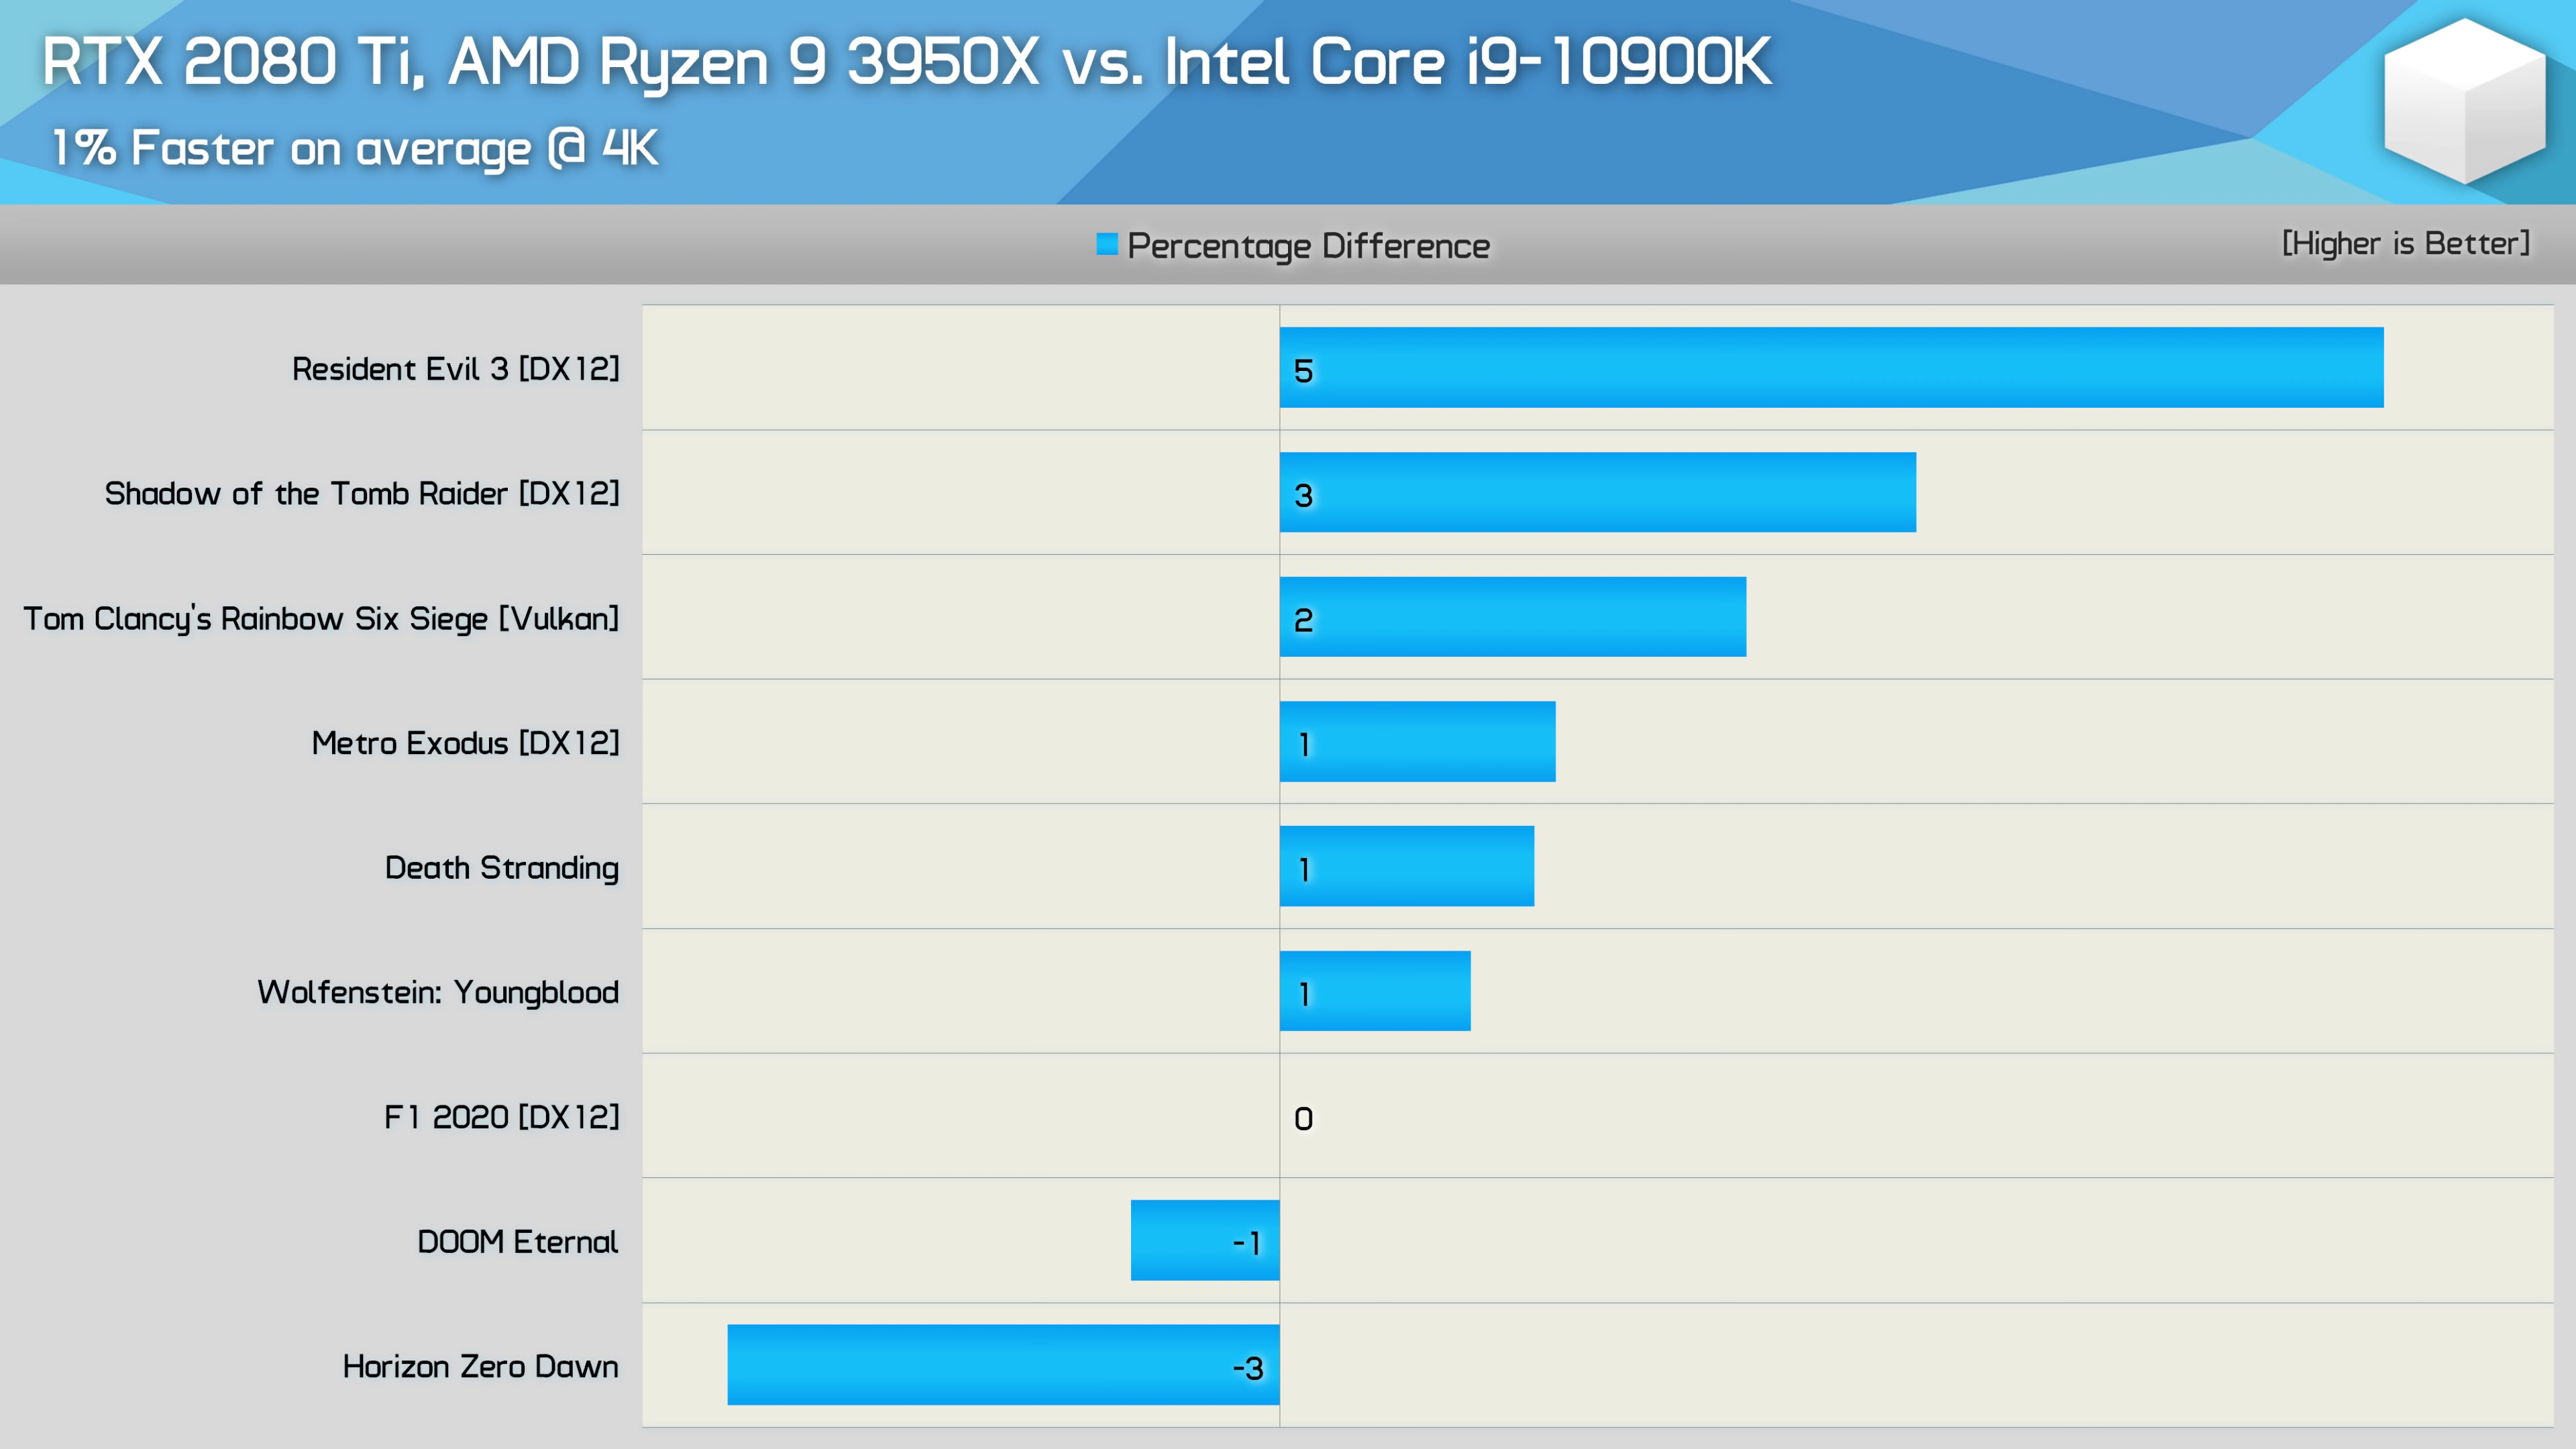 RTX 2080 Ti, AMD Ryzen 9 3950X vs. Intel Core i9-10900K
1% Faster on average @ 4K
Percentage Difference
[Higher is Better]
Resident Evil 3 [DX12]
5
Shadow of the Tomb Raider [DX12]
3
Tom Clancy's Rainbow Six Siege [Vulkan]
2
Metro Exodus [DX12]
1
Death Stranding
1
Wolfenstein: Youngblood
1
F1 2020 [DX12]
0
DOOM Eternal
-1
Horizon Zero Dawn
-3